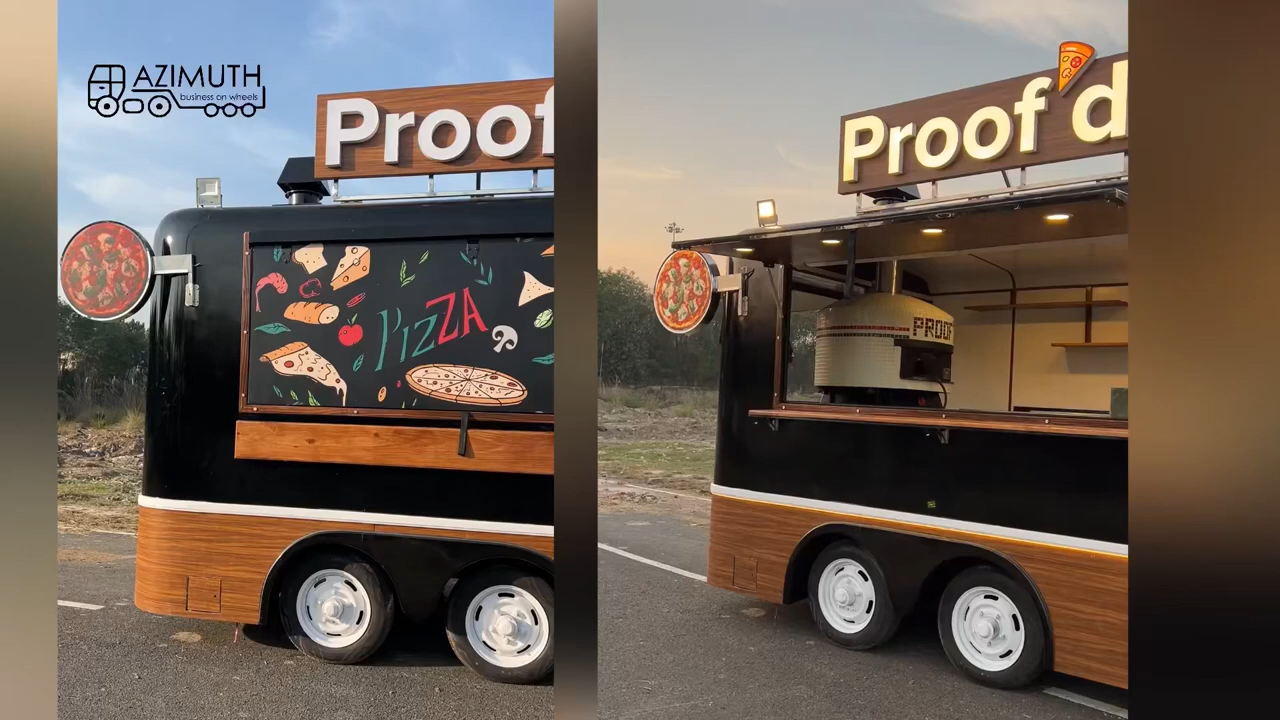 AZIMUTH
business on wheels
Proof
PIZZA
Proof'd
PROOF